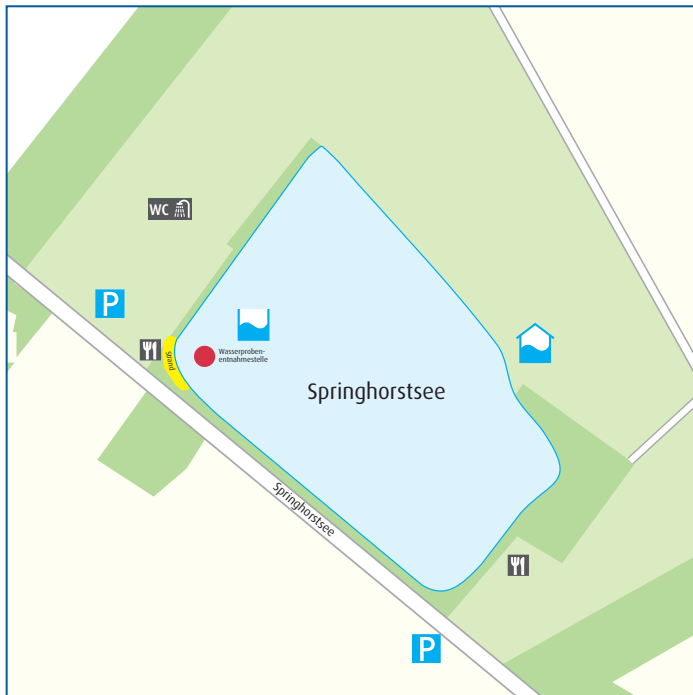 WC
P
Strand
Wasserproben-
entnahmestelle
Springhorstsee
Springhorstsee
P